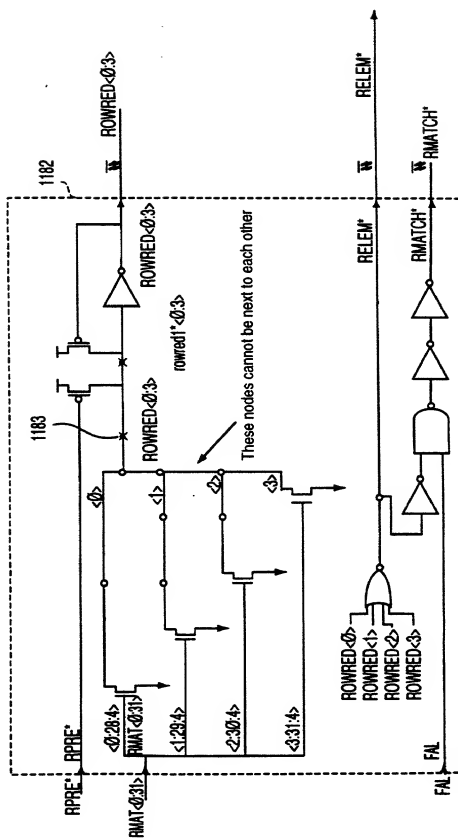 1182
RPRE*
RPRE*
RMAT<0:31>
RMAT<0:31>
<0:28:4>
<1:29:4>
<2:30:4>
<3:31:4>
<0>
<1>
<2>
<3>
1183
ROWRED<0:3>
rowred1*<0:3>
ROWRED<0:3>
ROWRED<0:3>
These nodes cannot be next to each other
ROWRED<0>
ROWRED<1>
ROWRED<2>
ROWRED<3>
RELEM*
RELEM*
FAL
FAL
RMATCH*
RMATCH*